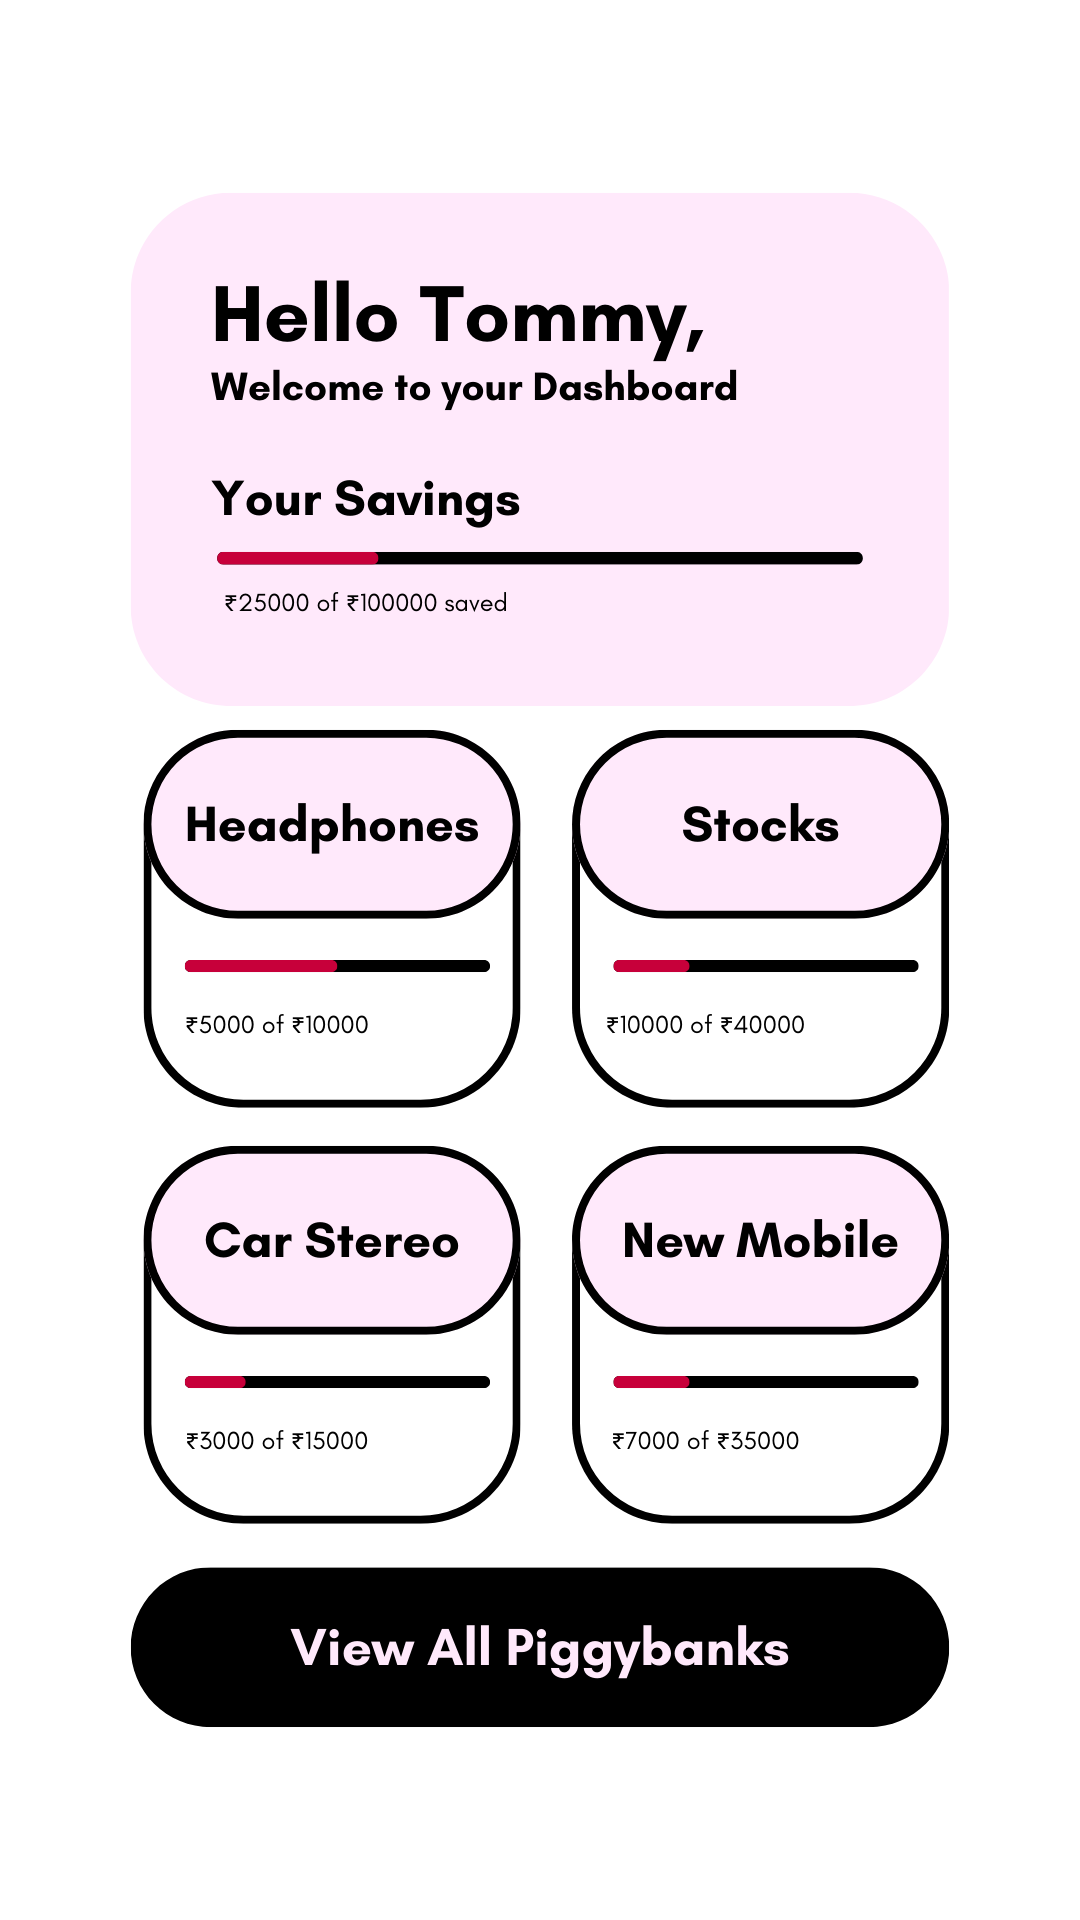 Hello Tommy,
Welcome to your Dashboard
Your Savings
₹25000 of ₹100000 saved
Headphones
₹5000 of ₹10000
Stocks
₹10000 of ₹40000
Car Stereo
₹3000 of ₹15000
New Mobile
₹7000 of ₹35000
View All Piggybanks